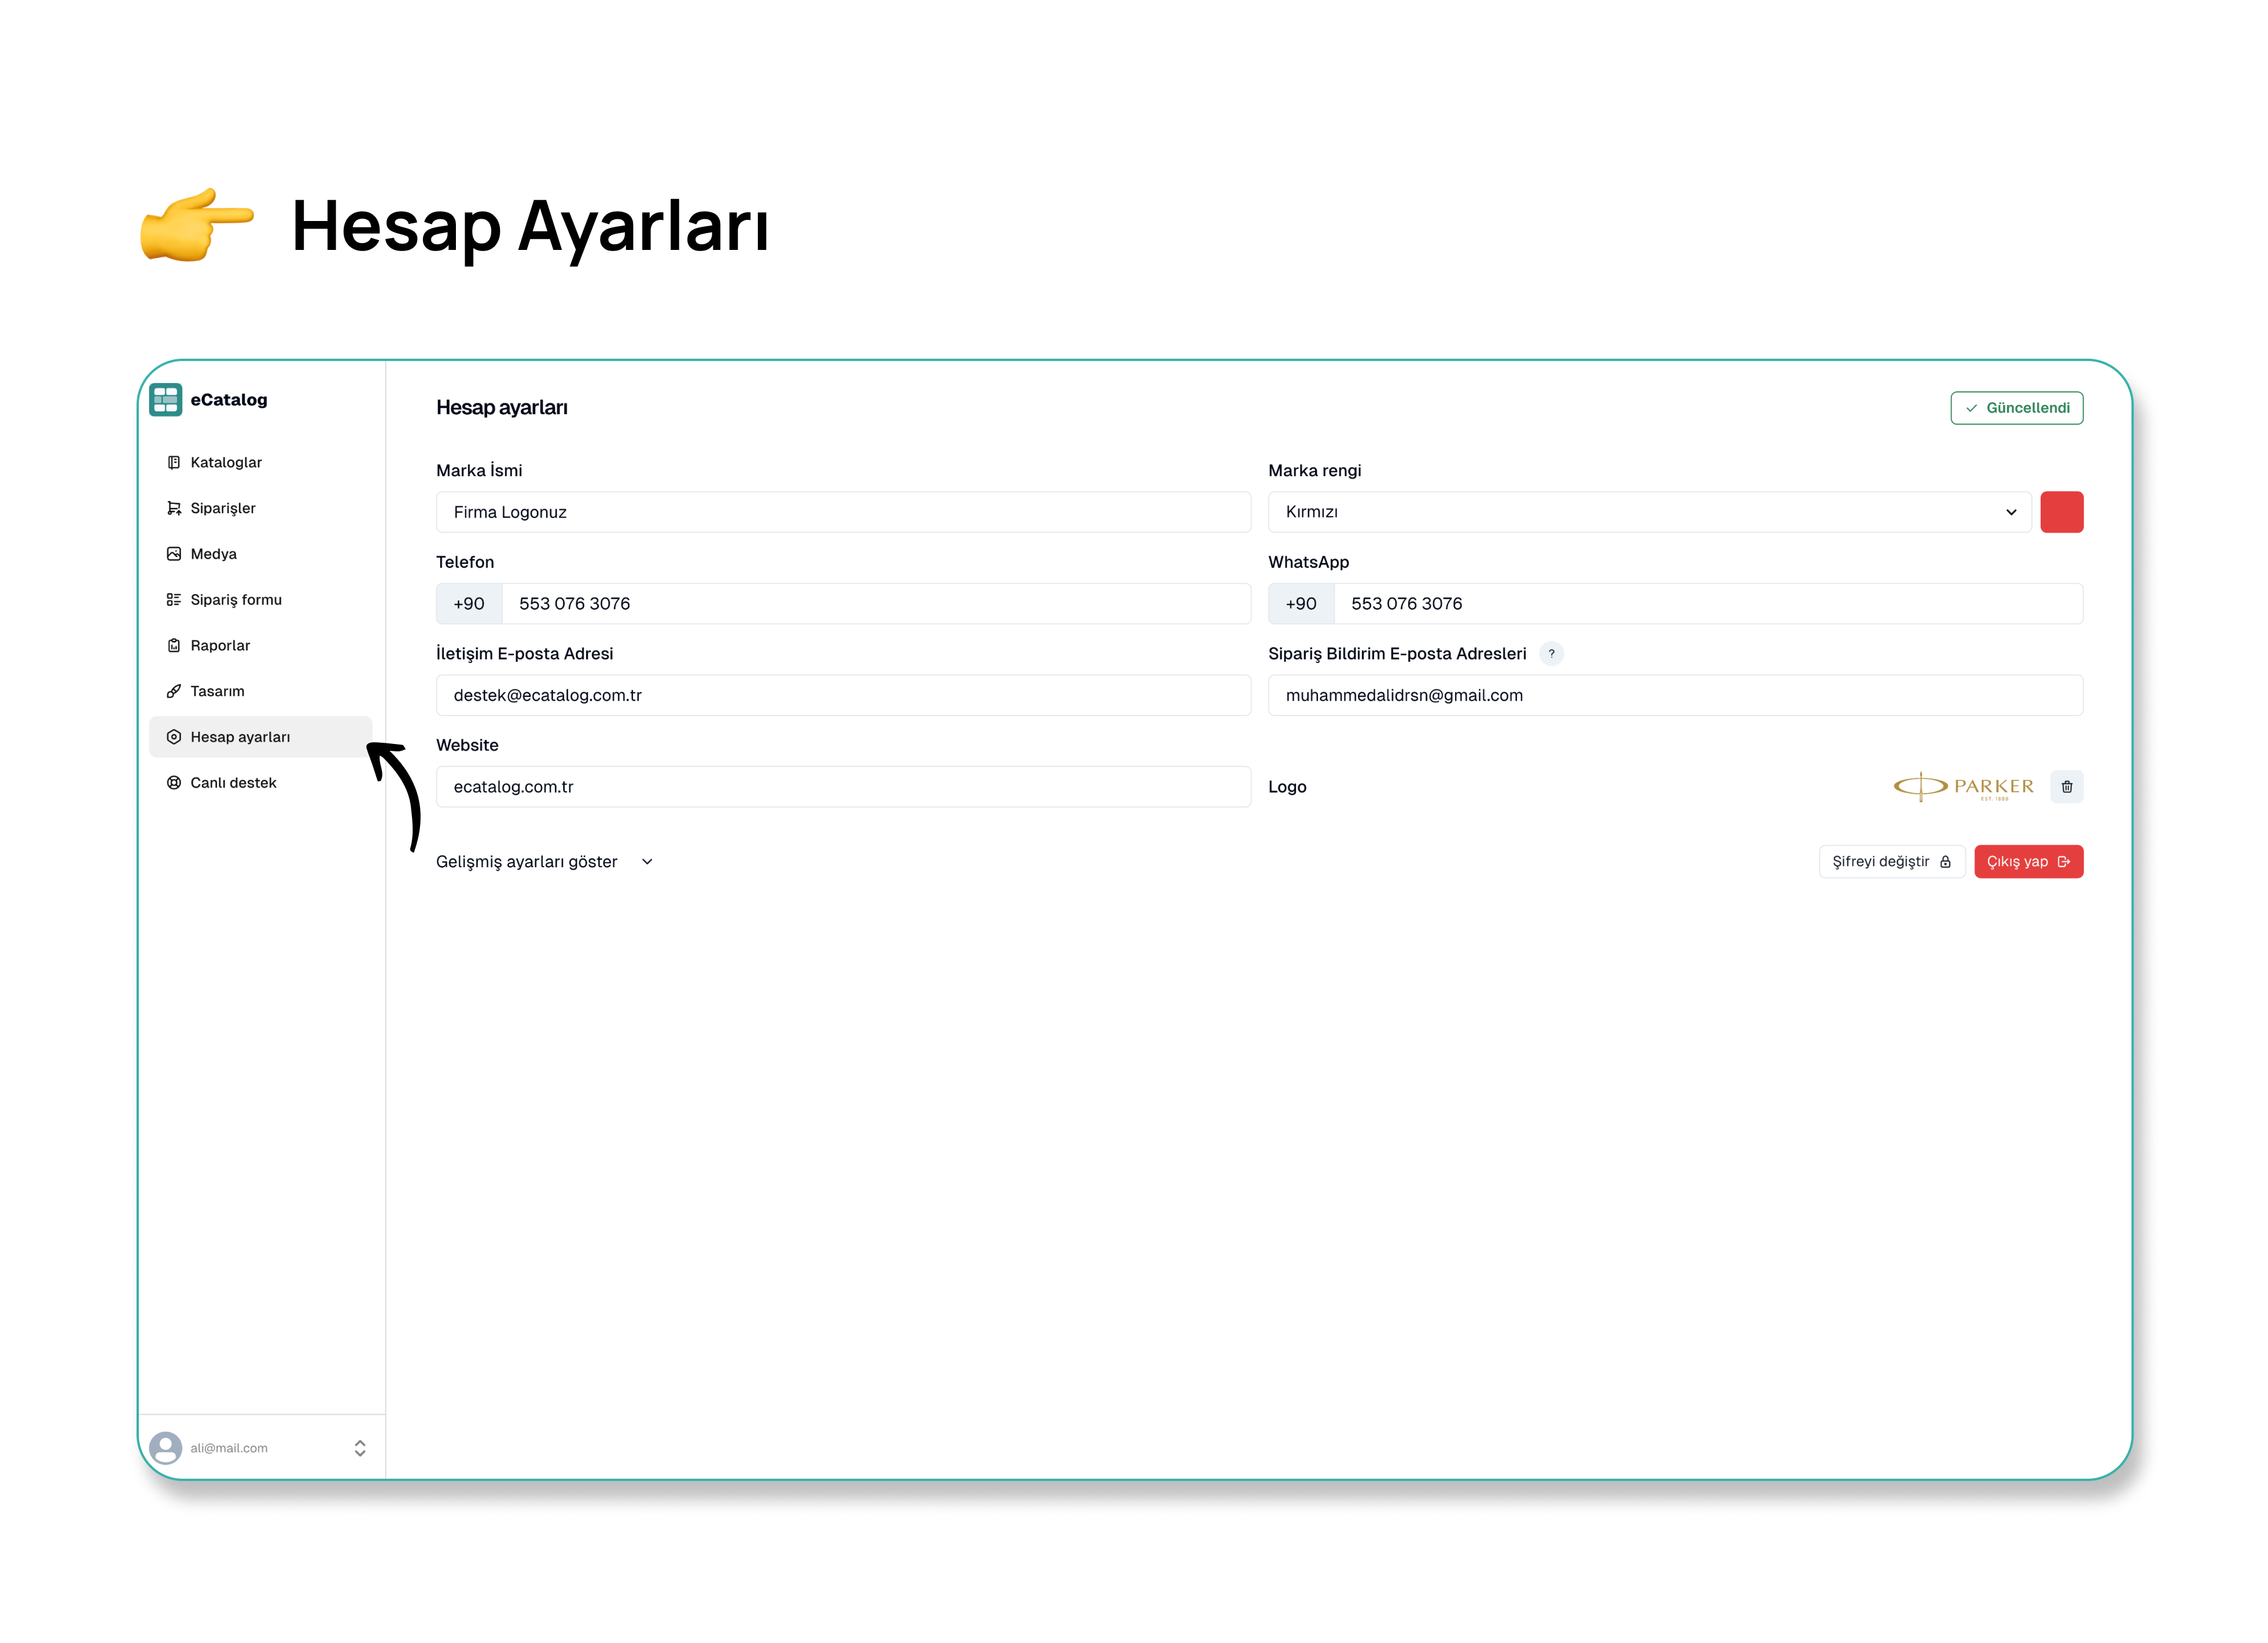 Hesap Ayarları
eCatalog
Kataloglar
Siparişler
Medya
Sipariş formu
Raporlar
Tasarım
Hesap ayarları
Canlı destek
ali@mail.com
Hesap ayarları
Güncellendi
Marka İsmi
Firma Logonuz
Marka rengi
Kırmızı
Telefon
+90 553 076 3076
WhatsApp
+90 553 076 3076
İletişim E-posta Adresi
destek@ecatalog.com.tr
Sipariş Bildirim E-posta Adresleri ?
muhammedalidrsn@gmail.com
Website
ecatalog.com.tr
Logo
PARKER
EST. 1888
Gelişmiş ayarları göster
Şifreyi değiştir
Çıkış yap